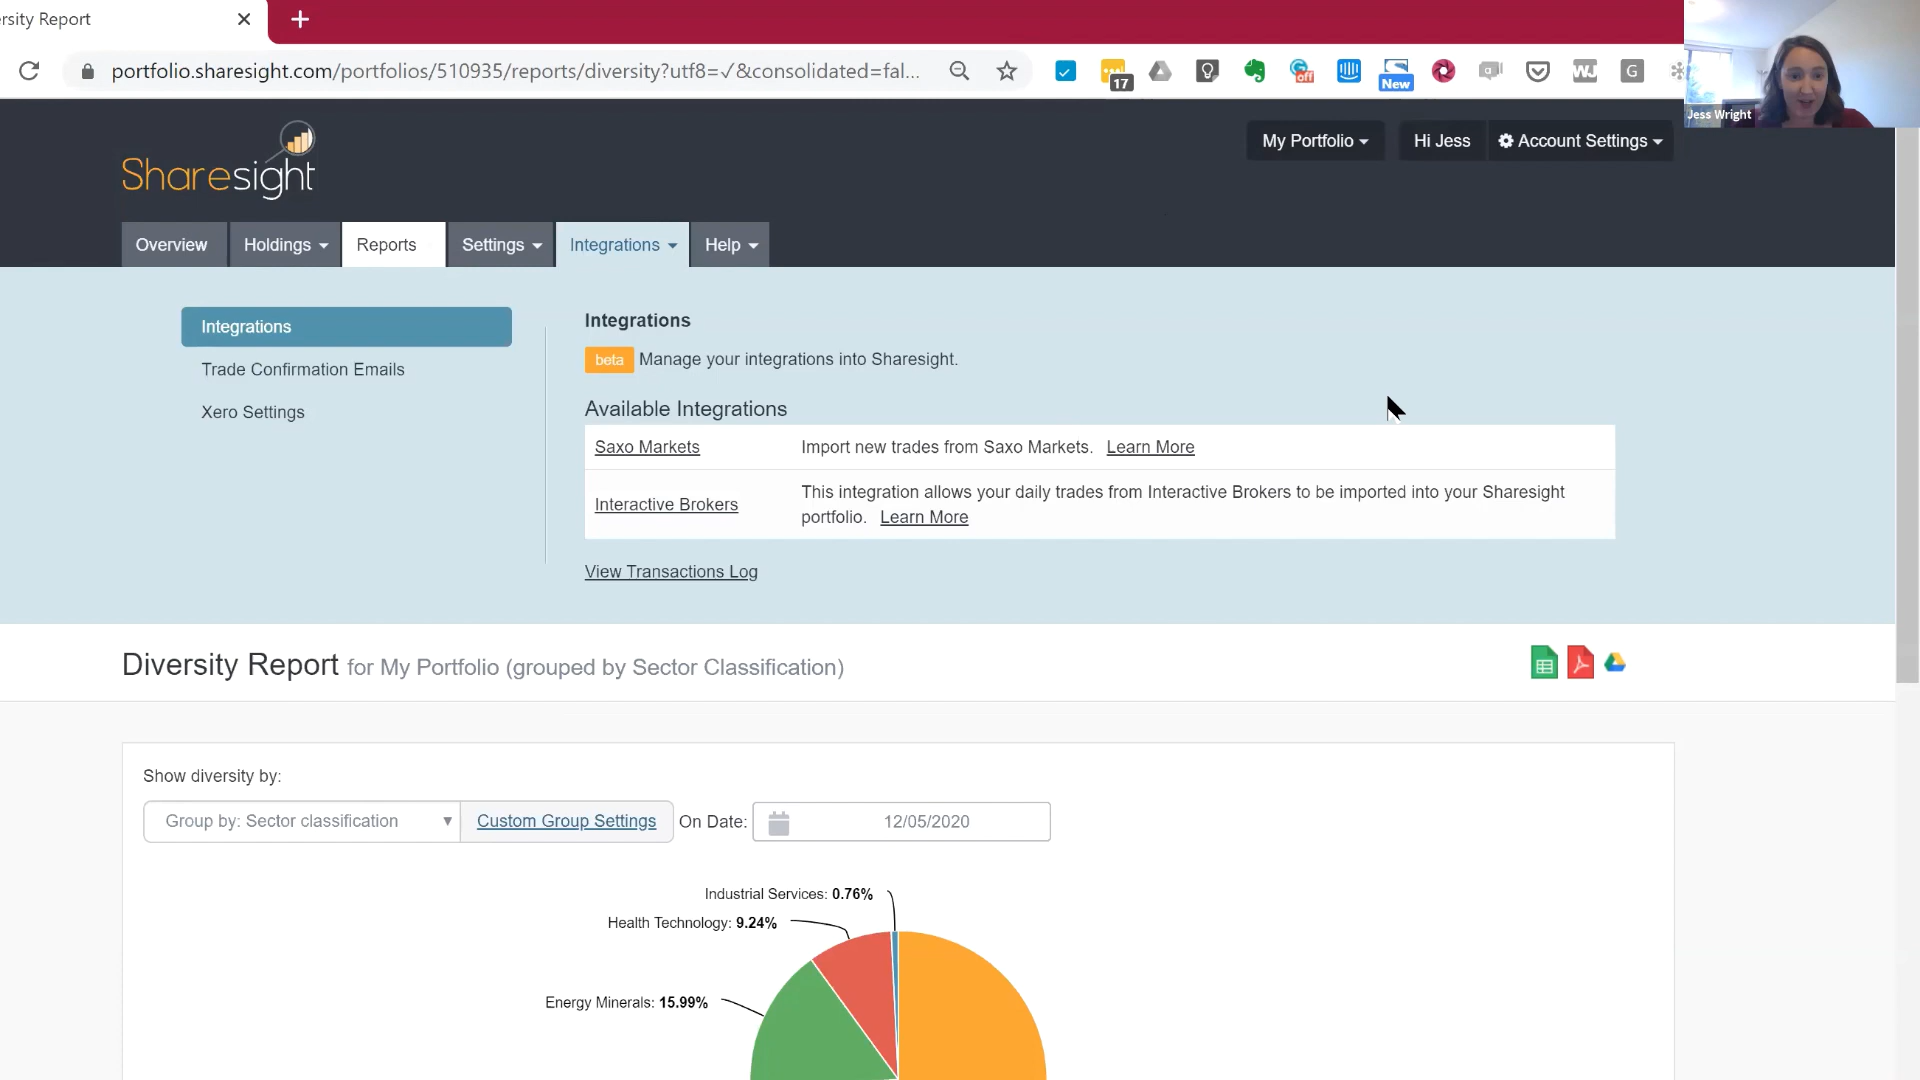 rsity Report
portfolio.sharesight.com/portfolios/510935/reports/diversity?utf8=✓&consolidated=fal...
17
off
New
WJ
G
Jess Wright
Sharesight
My Portfolio
Hi Jess
Account Settings
Overview
Holdings
Reports
Settings
Integrations
Help
Integrations
Trade Confirmation Emails
Xero Settings
Integrations
beta Manage your integrations into Sharesight.
Available Integrations
Saxo Markets
Import new trades from Saxo Markets. Learn More
Interactive Brokers
This integration allows your daily trades from Interactive Brokers to be imported into your Sharesight
portfolio. Learn More
View Transactions Log
Diversity Report for My Portfolio (grouped by Sector Classification)
Show diversity by:
Group by: Sector classification
Custom Group Settings
On Date:
12/05/2020
Industrial Services: 0.76%
Health Technology: 9.24%
Energy Minerals: 15.99%